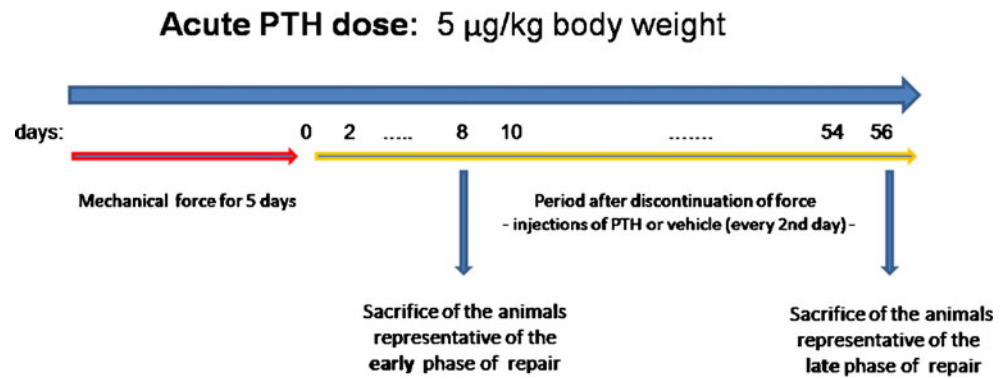 Acute PTH dose: 5 µg/kg body weight
days: 0 2 ..... 8 10 ....... 54 56
Mechanical force for 5 days
Period after discontinuation of force
- injections of PTH or vehicle (every 2nd day) -
Sacrifice of the animals
representative of the
early phase of repair
Sacrifice of the animals
representative of the
late phase of repair